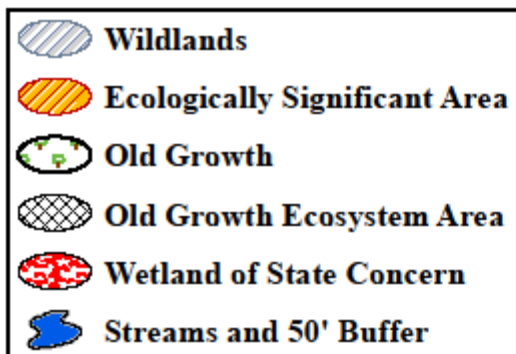 Wildlands
Ecologically Significant Area
Old Growth
Old Growth Ecosystem Area
Wetland of State Concern
Streams and 50' Buffer